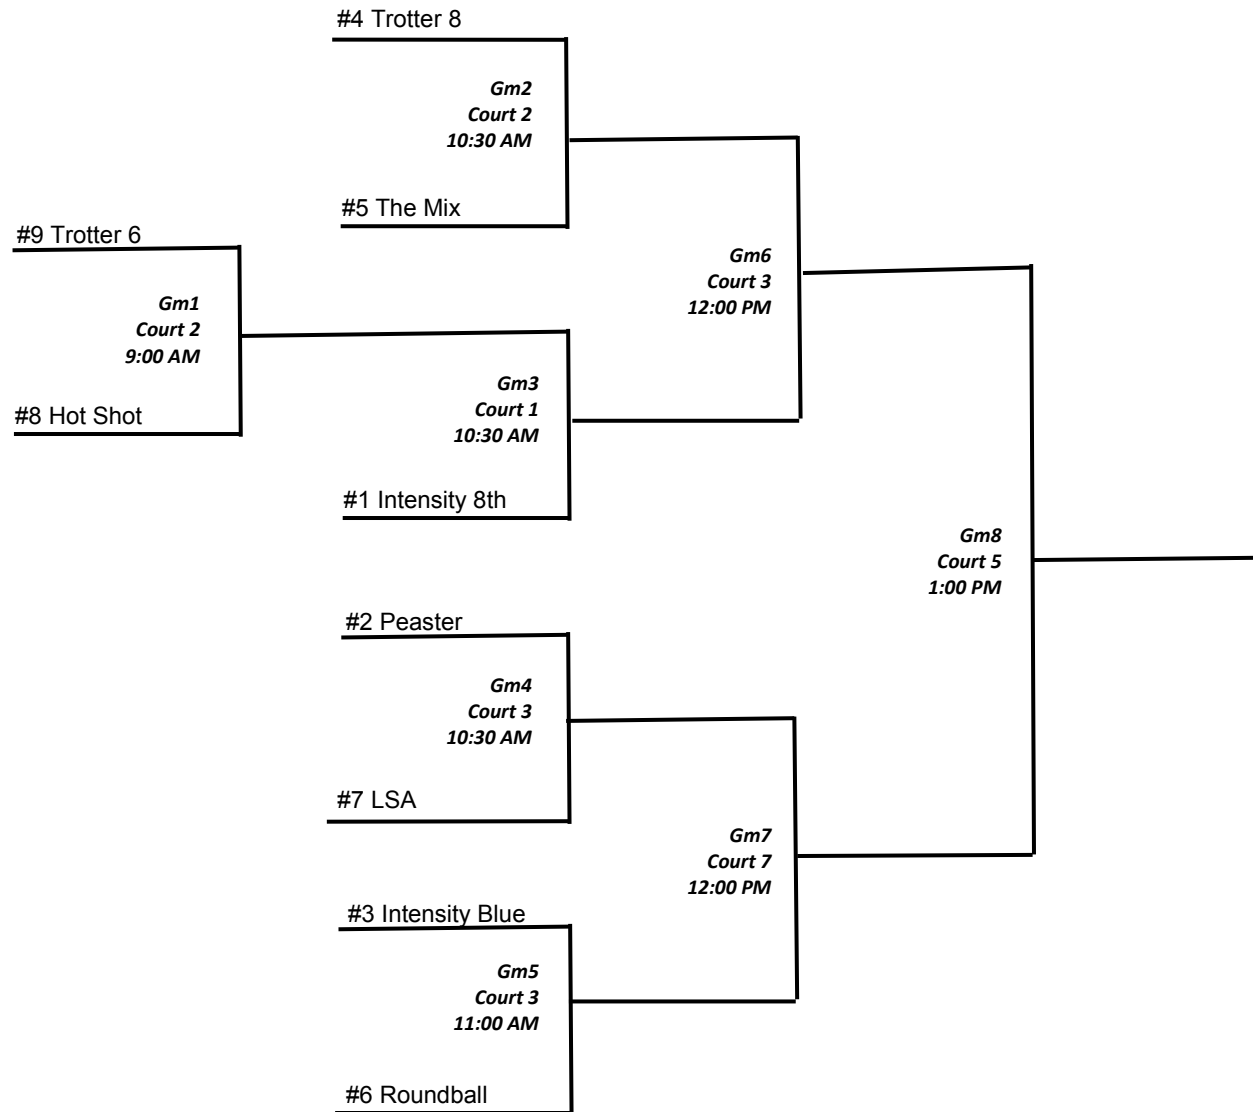 #4 Trotter 8
Gm2
Court 2
10:30 AM
#5 The Mix
#9 Trotter 6
Gm1
Court 2
9:00 AM
#8 Hot Shot
Gm6
Court 3
12:00 PM
Gm3
Court 1
10:30 AM
#1 Intensity 8th
Gm8
Court 5
1:00 PM
#2 Peaster
Gm4
Court 3
10:30 AM
#7 LSA
Gm7
Court 7
12:00 PM
#3 Intensity Blue
Gm5
Court 3
11:00 AM
#6 Roundball